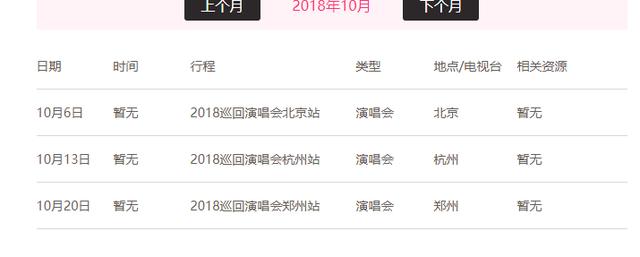 上个月 2018年10月 下个月
日期 时间 行程 类型 地点/电视台 相关资源
10月6日 暂无 2018巡回演唱会北京站 演唱会 北京 暂无
10月13日 暂无 2018巡回演唱会杭州站 演唱会 杭州 暂无
10月20日 暂无 2018巡回演唱会郑州站 演唱会 郑州 暂无